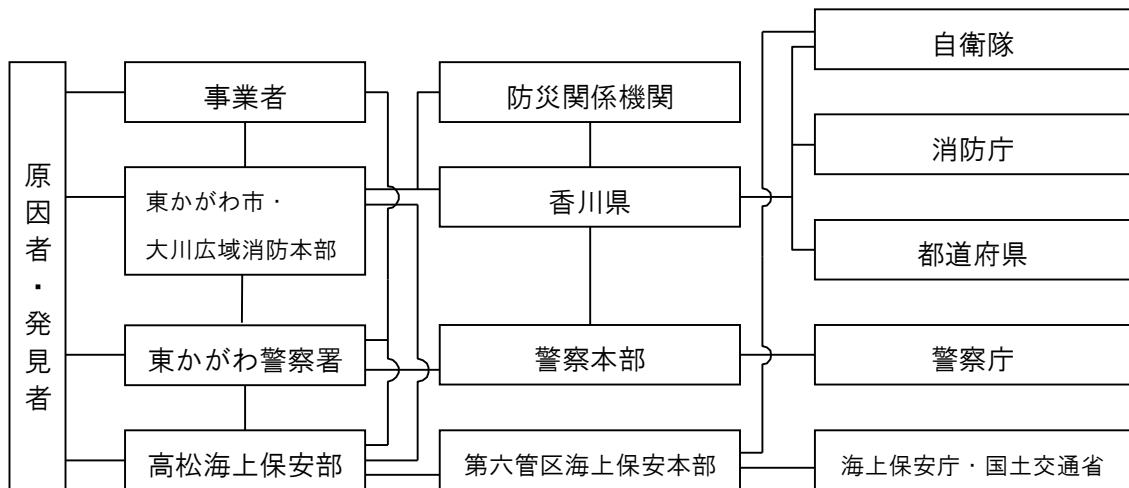 原因者・発見者
事業者
東かがわ市・
大川広域消防本部
東かがわ警察署
高松海上保安部
防災関係機関
香川県
警察本部
第六管区海上保安本部
自衛隊
消防庁
都道府県
警察庁
海上保安庁・国土交通省